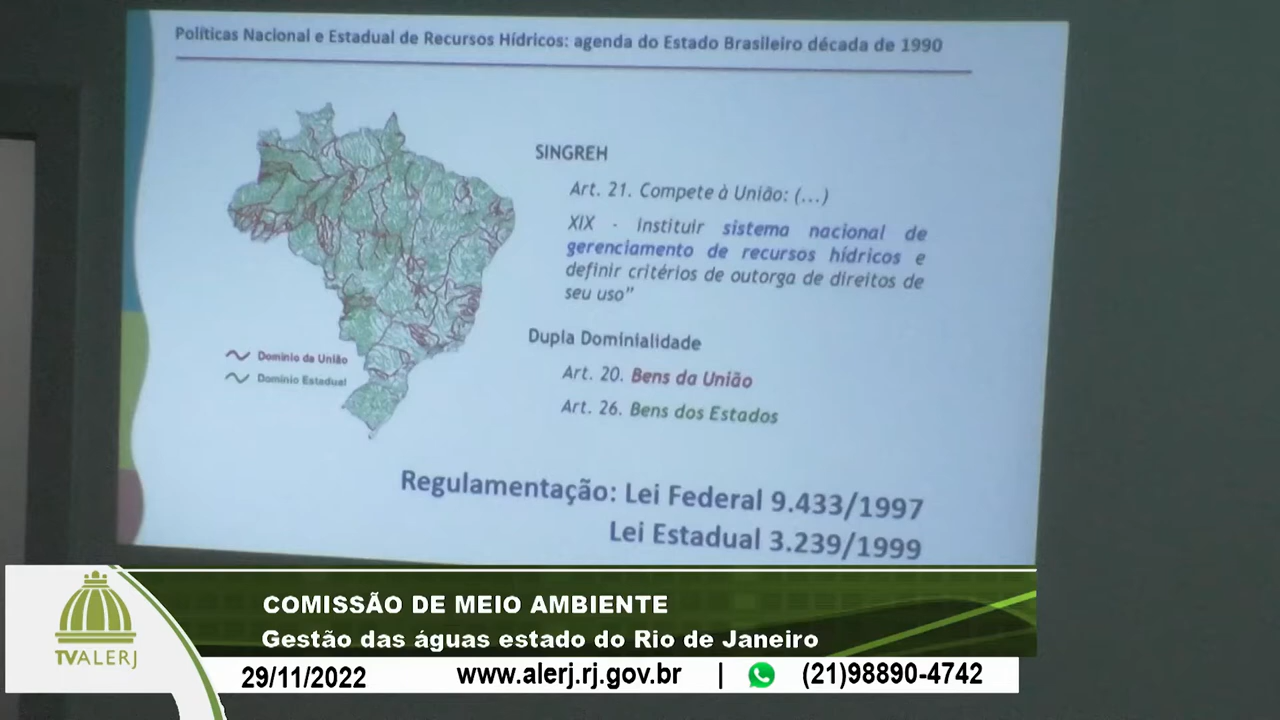 Políticas Nacional e Estadual de Recursos Hídricos: agenda do Estado Brasileiro década de 1990
SINGREH
Art. 21. Compete à União: (...)
XIX - instituir sistema nacional de
gerenciamento de recursos hídricos e
definir critérios de outorga de direitos de
seu uso"
Domínio da União
Domínio Estadual
Dupla Dominialidade
Art. 20. Bens da União
Art. 26. Bens dos Estados
Regulamentação: Lei Federal 9.433/1997
Lei Estadual 3.239/1999
COMISSÃO DE MEIO AMBIENTE
Gestão das águas estado do Rio de Janeiro
TVALERJ
29/11/2022 www.alerj.rj.gov.br | (21)98890-4742